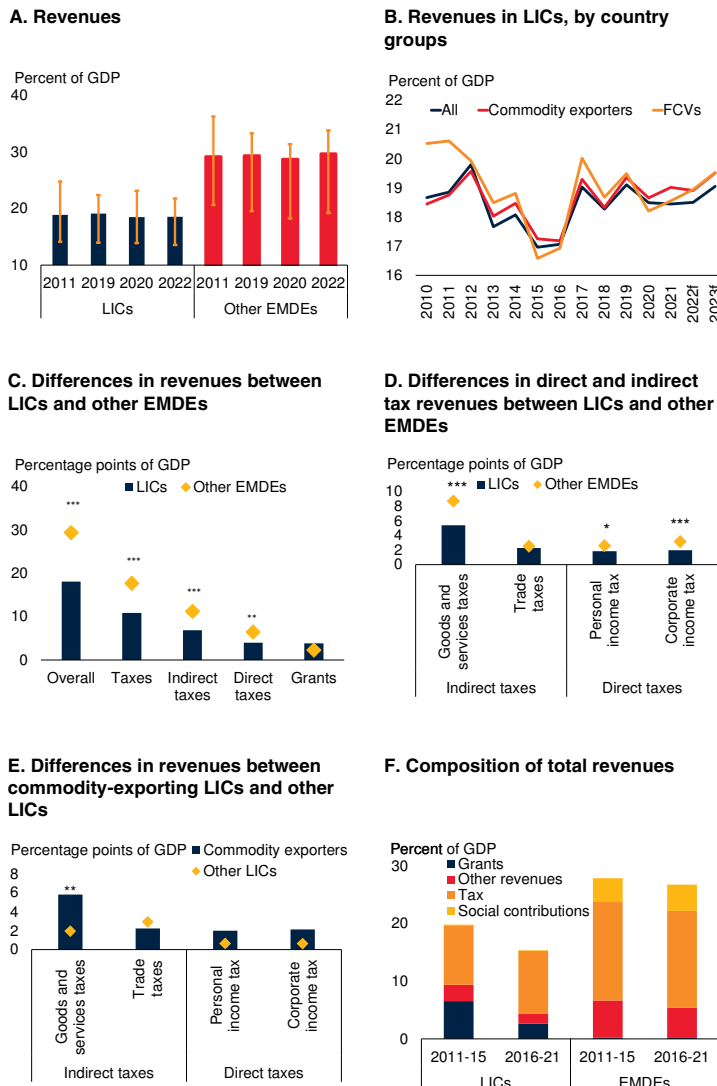 A. Revenues
Percent of GDP
40
30
20
10
2011 2019 2020 2022 2011 2019 2020 2022
LICs Other EMDEs
B. Revenues in LICs, by country
groups
Percent of GDP
22
All Commodity exporters FCVs
21
20
19
18
17
16
2010 2011 2012 2013 2014 2015 2016 2017 2018 2019 2020 2021 2022f 2023f
C. Differences in revenues between
LICs and other EMDEs
Percentage points of GDP
40
LICs Other EMDEs
***
30
***
20
***
10
**
0
Overall Taxes Indirect taxes Direct taxes Grants
D. Differences in direct and indirect
tax revenues between LICs and other
EMDEs
Percentage points of GDP
*** LICs Other EMDEs
10
8
6
4
2
0
* ***
Goods and services taxes
Trade taxes
Personal income tax
Corporate income tax
Indirect taxes Direct taxes
E. Differences in revenues between
commodity-exporting LICs and other
LICs
Percentage points of GDP Commodity exporters
Other LICs
8
**
6
4
2
0
Goods and services taxes
Trade taxes
Personal income tax
Corporate income tax
Indirect taxes Direct taxes
F. Composition of total revenues
Percent of GDP
30
Grants
Other revenues
Tax
Social contributions
20
10
0
2011-15 2016-21 2011-15 2016-21
LICs EMDEs